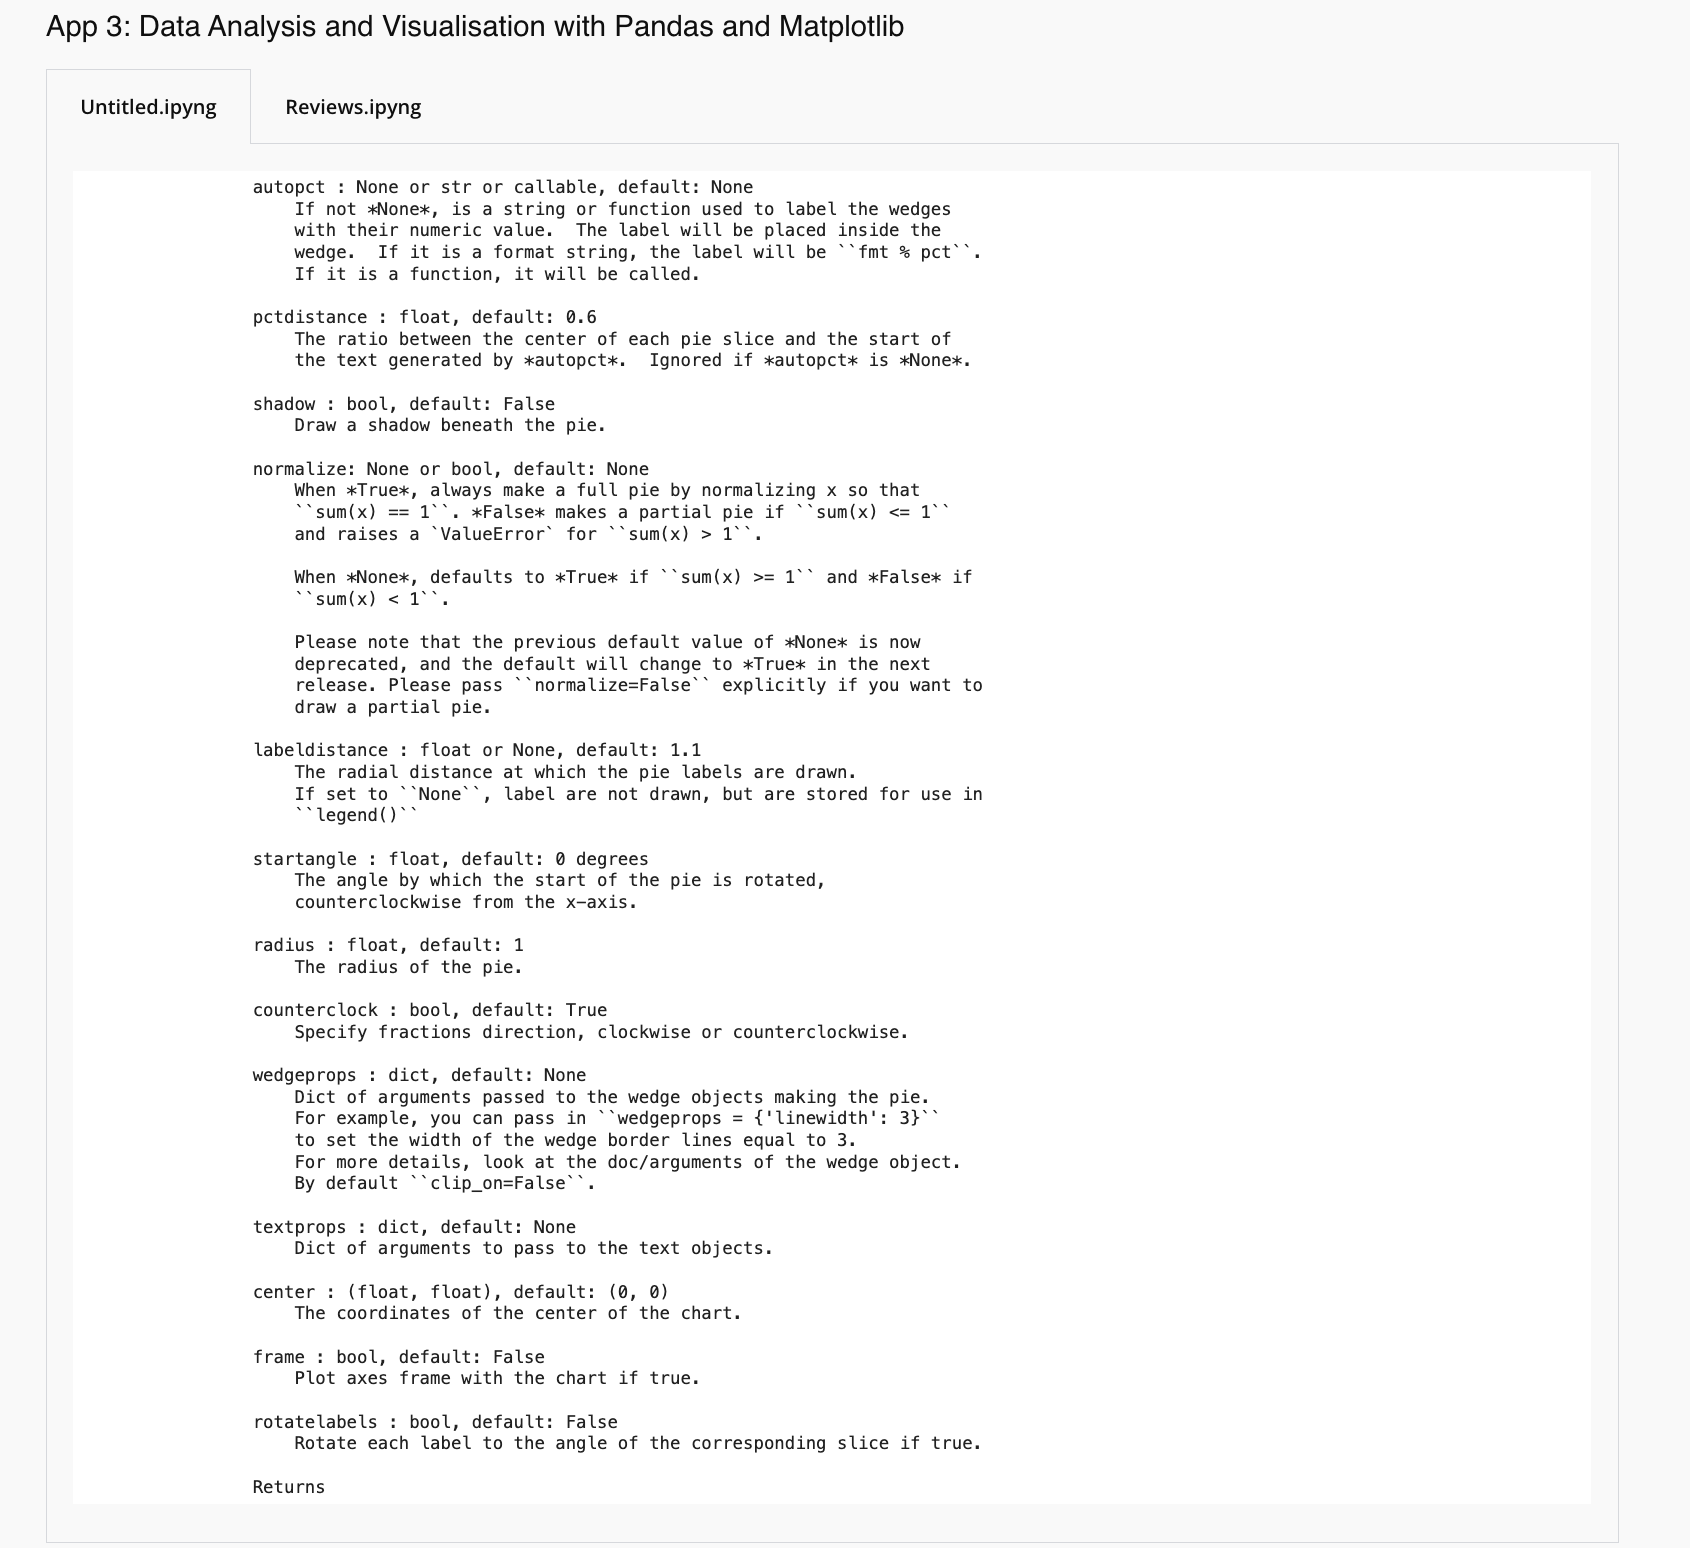 App 3: Data Analysis and Visualisation with Pandas and Matplotlib
Untitled.ipyng
Reviews.ipyng
autopct : None or str or callable, default: None
    If not *None*, is a string or function used to label the wedges
    with their numeric value.  The label will be placed inside the
    wedge.  If it is a format string, the label will be ``fmt % pct``.
    If it is a function, it will be called.

pctdistance : float, default: 0.6
    The ratio between the center of each pie slice and the start of
    the text generated by *autopct*.  Ignored if *autopct* is *None*.

shadow : bool, default: False
    Draw a shadow beneath the pie.

normalize: None or bool, default: None
    When *True*, always make a full pie by normalizing x so that
    ``sum(x) == 1``. *False* makes a partial pie if ``sum(x) <= 1``
    and raises a `ValueError` for ``sum(x) > 1``.

    When *None*, defaults to *True* if ``sum(x) >= 1`` and *False* if
    ``sum(x) < 1``.

    Please note that the previous default value of *None* is now
    deprecated, and the default will change to *True* in the next
    release. Please pass ``normalize=False`` explicitly if you want to
    draw a partial pie.

labeldistance : float or None, default: 1.1
    The radial distance at which the pie labels are drawn.
    If set to ``None``, label are not drawn, but are stored for use in
    ``legend()``

startangle : float, default: 0 degrees
    The angle by which the start of the pie is rotated,
    counterclockwise from the x-axis.

radius : float, default: 1
    The radius of the pie.

counterclock : bool, default: True
    Specify fractions direction, clockwise or counterclockwise.

wedgeprops : dict, default: None
    Dict of arguments passed to the wedge objects making the pie.
    For example, you can pass in ``wedgeprops = {'linewidth': 3}``
    to set the width of the wedge border lines equal to 3.
    For more details, look at the doc/arguments of the wedge object.
    By default ``clip_on=False``.

textprops : dict, default: None
    Dict of arguments to pass to the text objects.

center : (float, float), default: (0, 0)
    The coordinates of the center of the chart.

frame : bool, default: False
    Plot axes frame with the chart if true.

rotatelabels : bool, default: False
    Rotate each label to the angle of the corresponding slice if true.

Returns